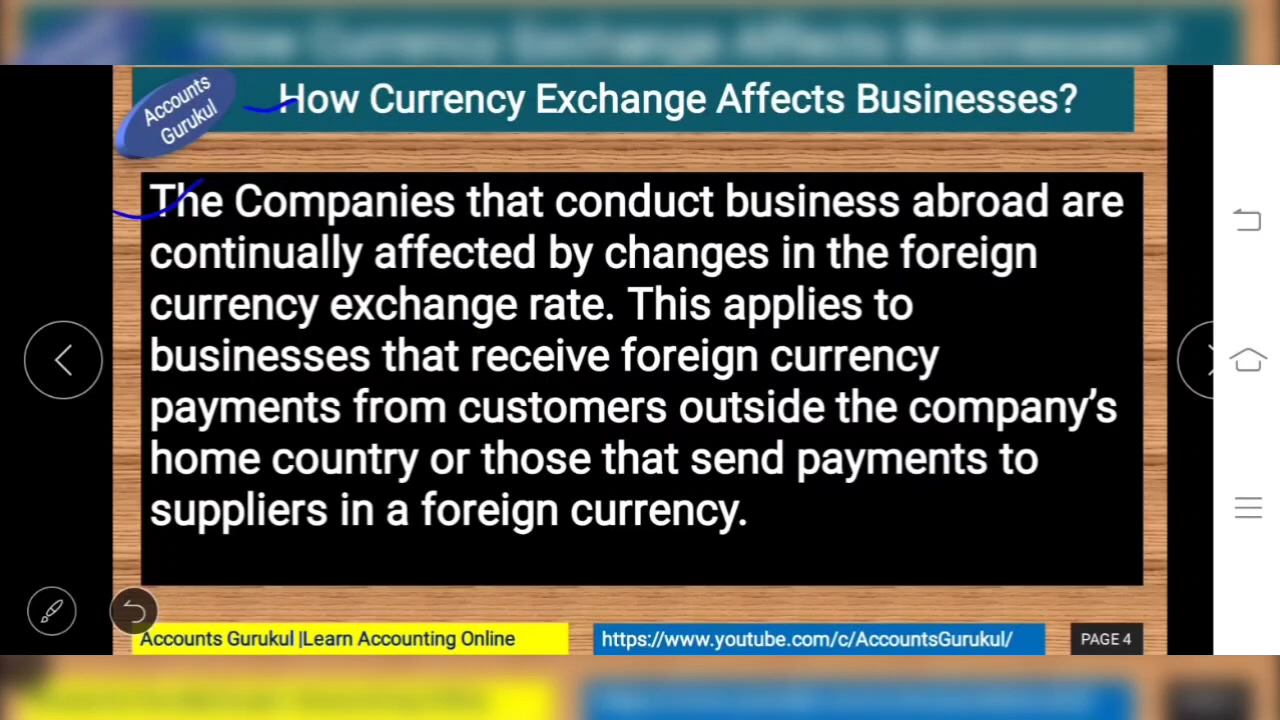 Accounts
Gurukul
How Currency Exchange Affects Businesses?
The Companies that conduct business abroad are
continually affected by changes in the foreign
currency exchange rate. This applies to
businesses that receive foreign currency
payments from customers outside the company’s
home country or those that send payments to
suppliers in a foreign currency.
Accounts Gurukul |Learn Accounting Online
https://www.youtube.com/c/AccountsGurukul/
PAGE 4